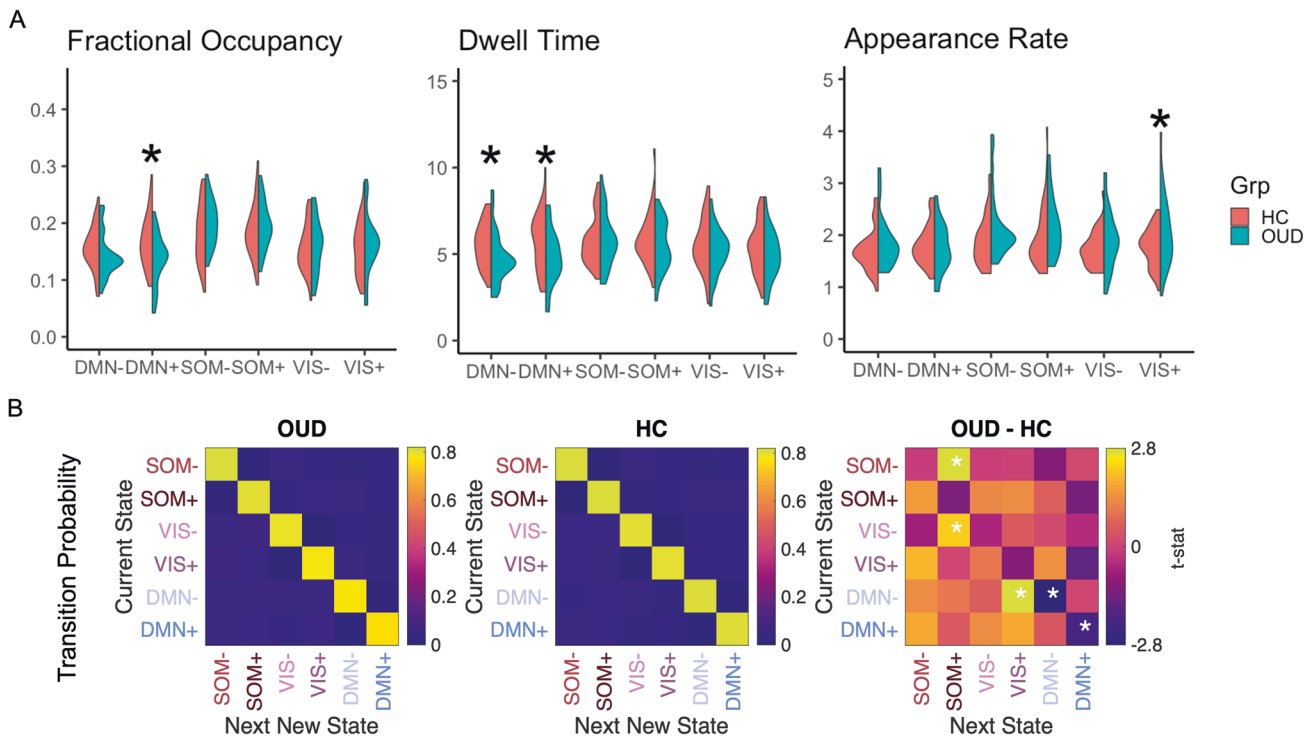 A
Fractional Occupancy
Dwell Time
Appearance Rate
0.4
0.3
0.2
0.1
0.0
DMN- DMN+ SOM- SOM+ VIS- VIS+
*
15
10
5
0
DMN- DMN+ SOM- SOM+ VIS- VIS+
* *
5
4
3
2
1
0
DMN- DMN+ SOM- SOM+ VIS- VIS+
*
Grp
HC
OUD
B
Transition Probability
OUD
Current State
SOM-
SOM+
VIS-
VIS+
DMN-
DMN+
SOM- SOM+ VIS- VIS+ DMN- DMN+
Next New State
0.8
0.6
0.4
0.2
0
HC
Current State
SOM-
SOM+
VIS-
VIS+
DMN-
DMN+
SOM- SOM+ VIS- VIS+ DMN- DMN+
Next New State
0.8
0.6
0.4
0.2
0
OUD - HC
Current State
SOM-
SOM+
VIS-
VIS+
DMN-
DMN+
*
*
* *
*
SOM- SOM+ VIS- VIS+ DMN- DMN+
Next State
2.8
0
-2.8
t-stat